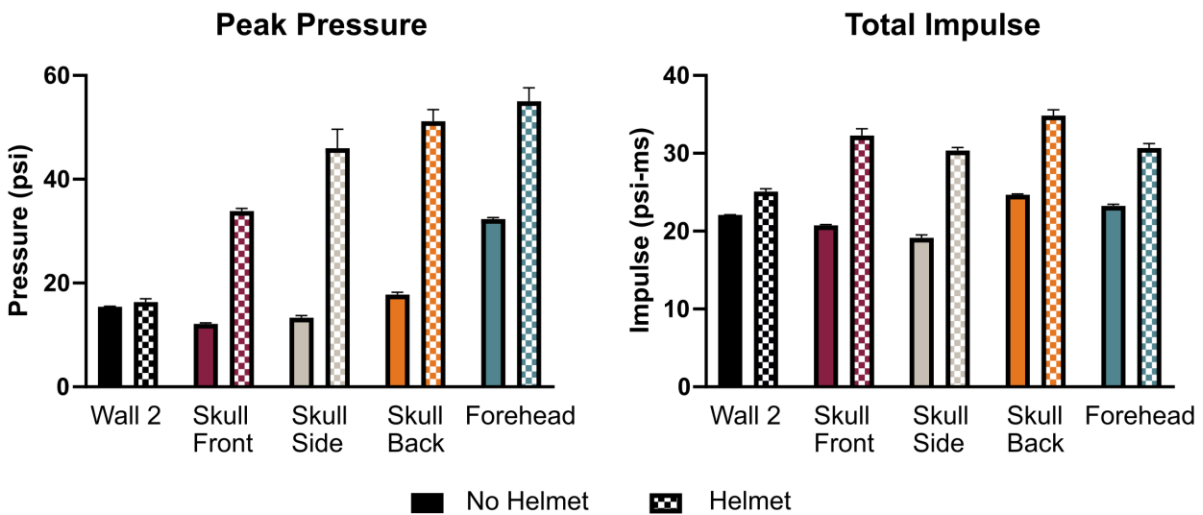 Peak Pressure
Pressure (psi)
60
40
20
0
Wall 2
Skull Front
Skull Side
Skull Back
Forehead
Total Impulse
Impulse (psi-ms)
40
30
20
10
0
Wall 2
Skull Front
Skull Side
Skull Back
Forehead
No Helmet
Helmet